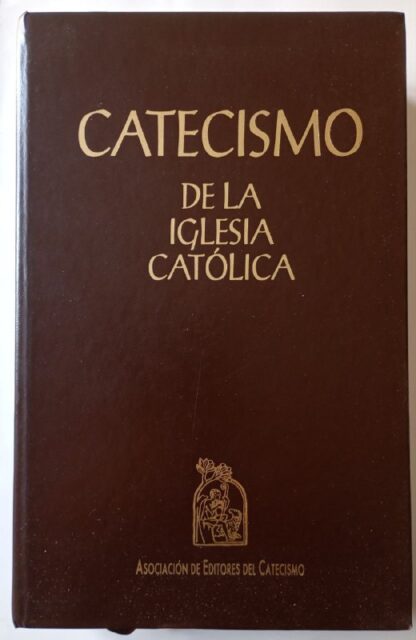 CATECISMO
DE LA
IGLESIA
CATÓLICA
ASOCIACIÓN DE EDITORES DEL CATECISMO